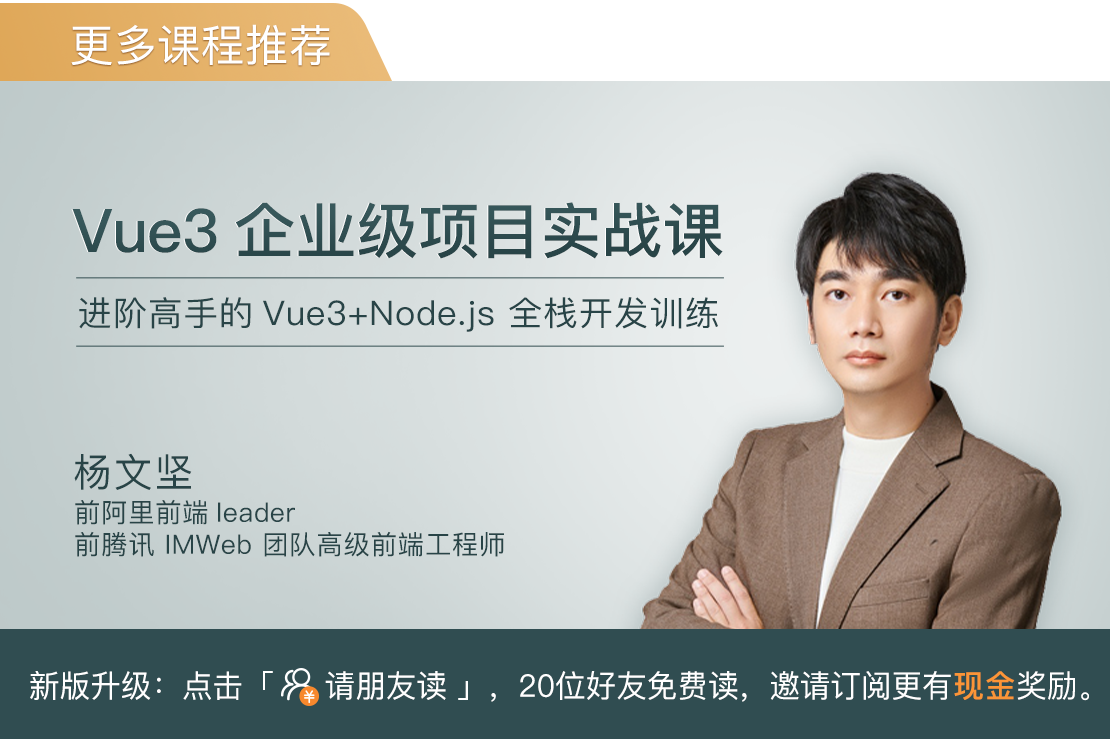 更多课程推荐
Vue3 企业级项目实战课
进阶高手的 Vue3+Node.js 全栈开发训练
杨文坚
前阿里前端 leader
前腾讯 IMWeb 团队高级前端工程师
新版升级：点击「 ¥ 请朋友读 」，20位好友免费读，邀请订阅更有现金奖励。